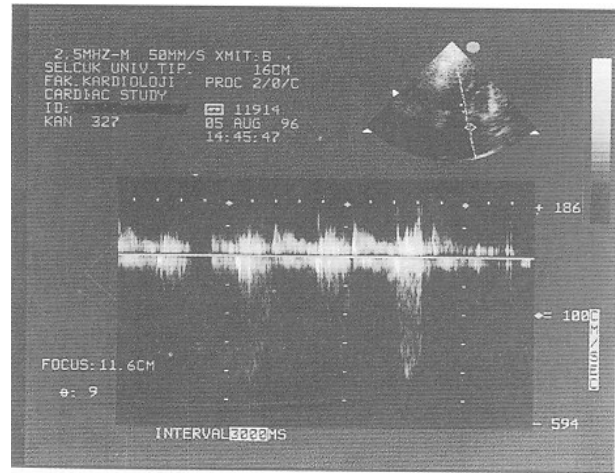 2.5MHZ-M 50MM/S XMIT:B
SELCUK UNIV.TIP. 16CM
FAK.KARDIOLOJI PROC 2/0/C
CARDIAC STUDY
ID: 11914
KAN 327 05 AUG 96
14:45:47
+ 186
= 100
FOCUS:11.6CM
θ: 9
- 594
INTERVAL 3000 MS